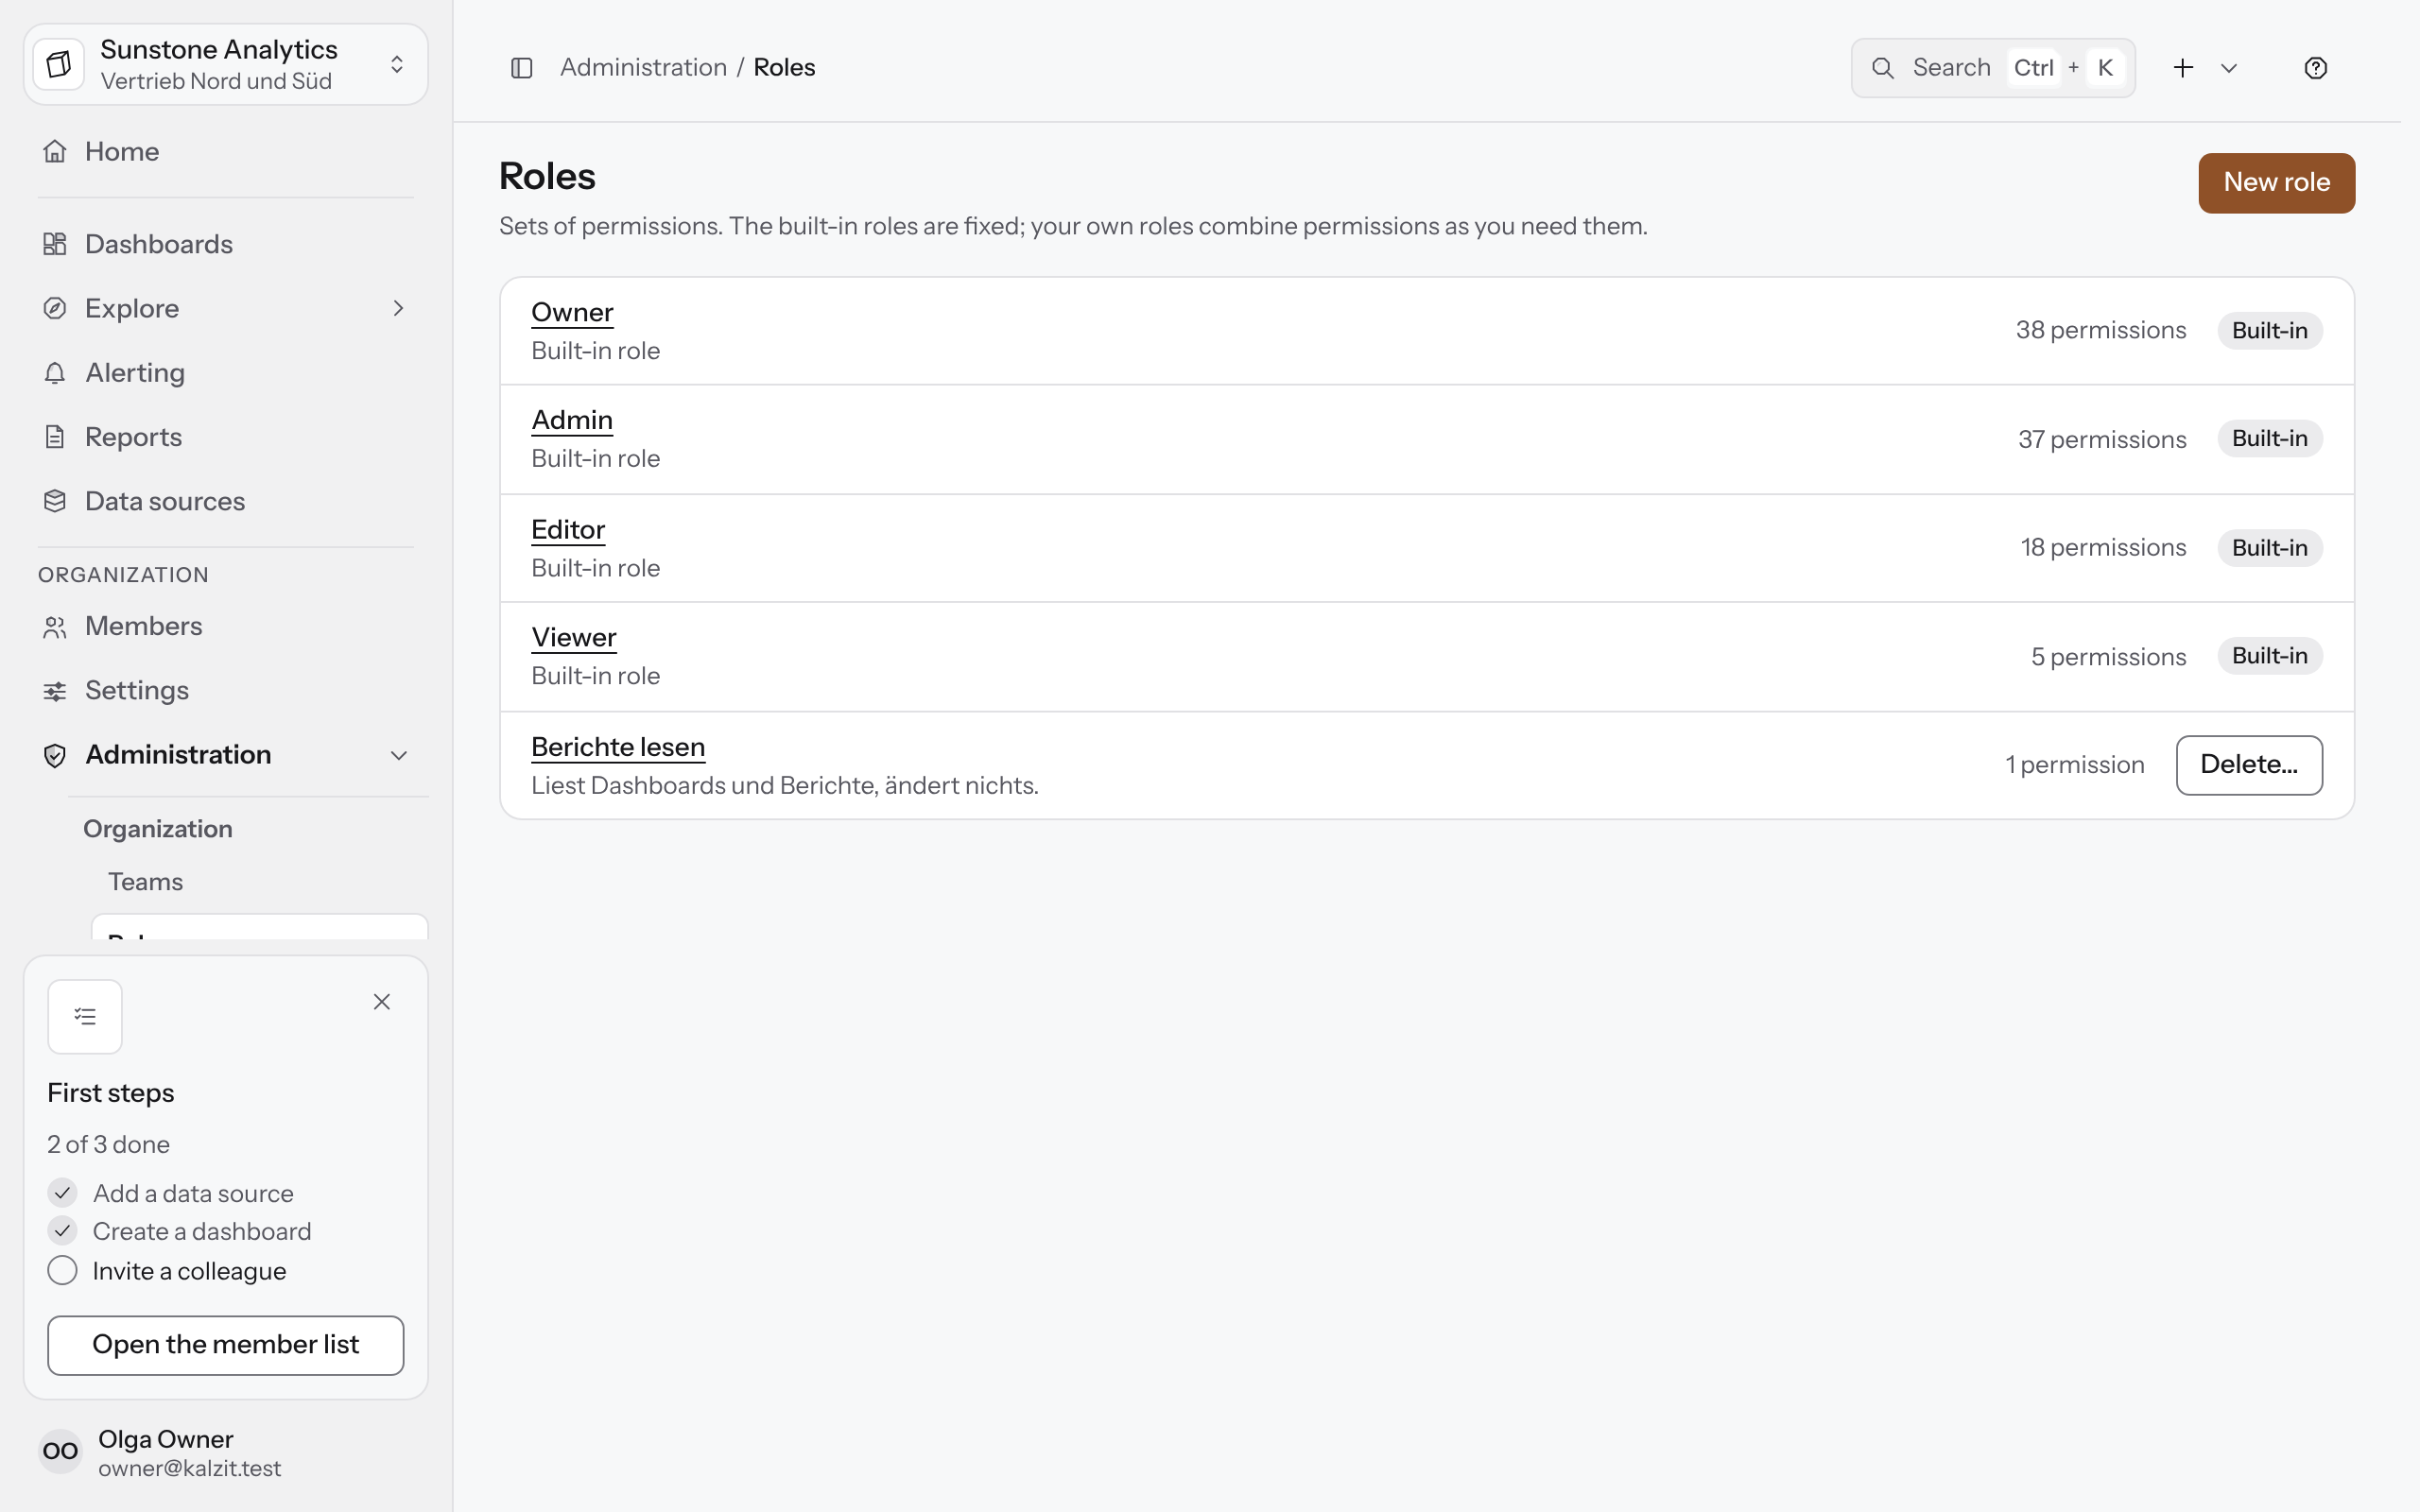 Sunstone Analytics
Vertrieb Nord und Süd
Home
Dashboards
Explore
Alerting
Reports
Data sources
ORGANIZATION
Members
Settings
Administration
Organization
Teams
First steps
2 of 3 done
Add a data source
Create a dashboard
Invite a colleague
Open the member list
OO
Olga Owner
owner@kalzit.test
Administration / Roles
Search Ctrl + K
Roles
New role
Sets of permissions. The built-in roles are fixed; your own roles combine permissions as you need them.
Owner
Built-in role
38 permissions
Built-in
Admin
Built-in role
37 permissions
Built-in
Editor
Built-in role
18 permissions
Built-in
Viewer
Built-in role
5 permissions
Built-in
Berichte lesen
Liest Dashboards und Berichte, ändert nichts.
1 permission
Delete...